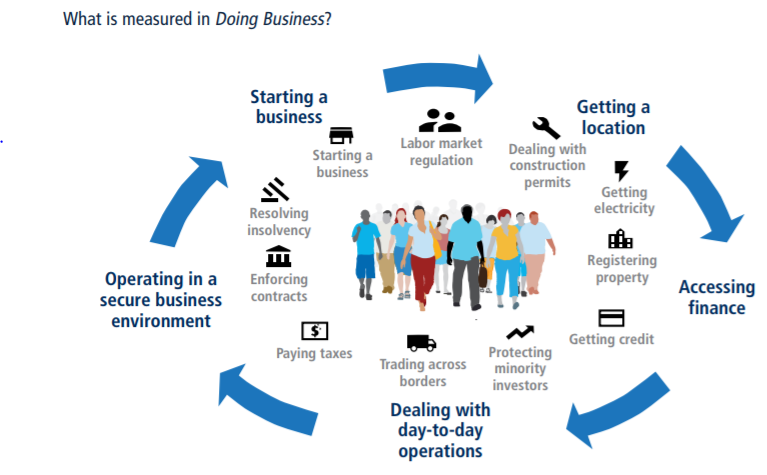 What is measured in Doing Business?
Starting a
business
Starting a
business
Labor market
regulation
Getting a
location
Dealing with
construction
permits
Getting
electricity
Registering
property
Accessing
finance
Getting credit
Protecting
minority
investors
Dealing with
day-to-day
operations
Trading across
borders
Paying taxes
$
Operating in a
secure business
environment
Enforcing
contracts
Resolving
insolvency